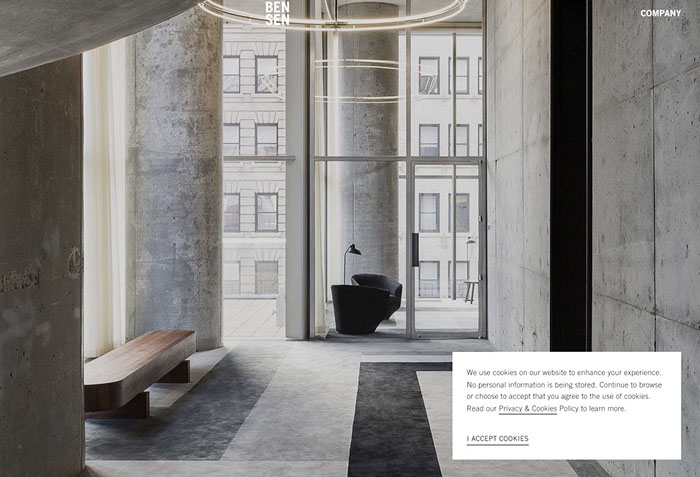 BEN
SEN
COMPANY
We use cookies on our website to enhance your experience.
No personal information is being stored. Continue to browse
or choose to accept that you agree to the use of cookies.
Read our Privacy & Cookies Policy to learn more.
I ACCEPT COOKIES